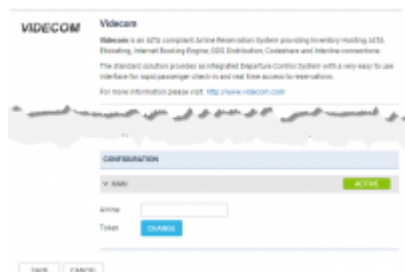 VIDECOM
Videcom
Videcom is an IATA compliant Airline Reservation System providing Inventory Hosting, IATA
Eticketing, Internet Booking Engine, GDS Distribution, Codeshare and Interline connections.
The standard solution provides an integrated Departure Control System with a very easy to use
interface for rapid passenger check-in and real time access to reservations.
For more information please visit: http://www.videcom.com
CONFIGURATION
Main
ACTIVE
Airline
Token
CHANGE
SAVE
CANCEL